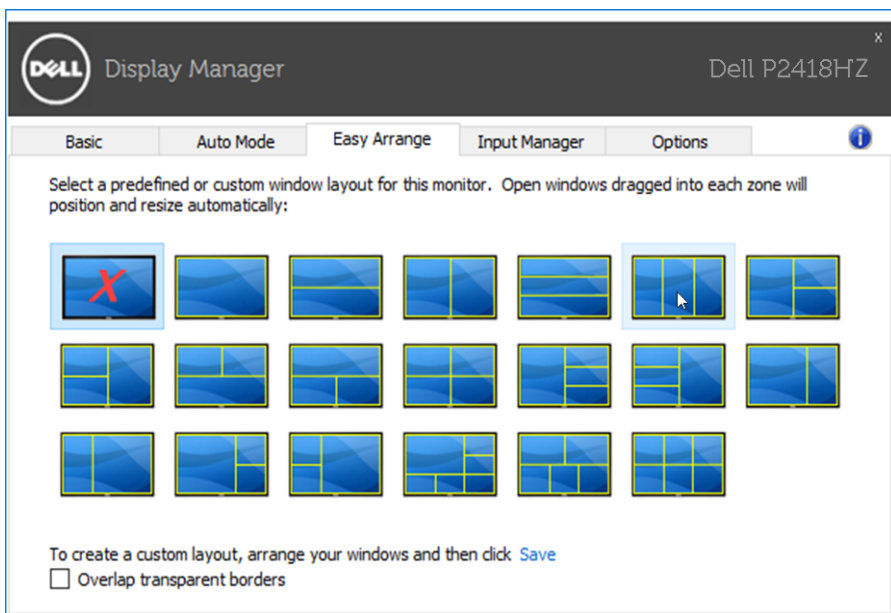 x
DELL Display Manager
Dell P2418HZ
Basic Auto Mode Easy Arrange Input Manager Options
Select a predefined or custom window layout for this monitor. Open windows dragged into each zone will
position and resize automatically:
X
To create a custom layout, arrange your windows and then click Save
Overlap transparent borders